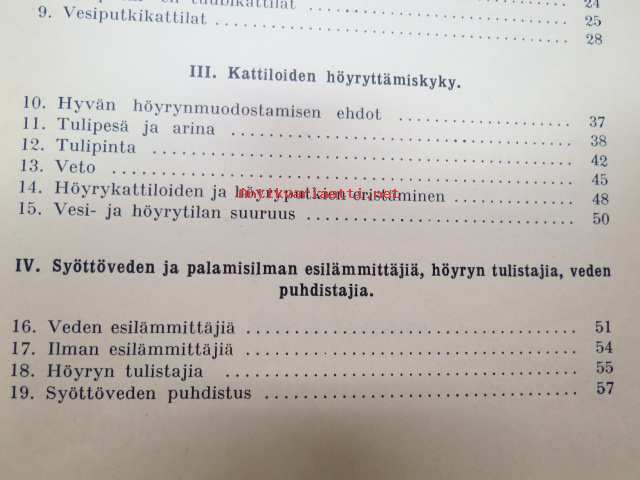 tuubikattilat 24
9. Vesiputkikattilat 25
28
III. Kattiloiden höyryttämiskyky.
10. Hyvän höyrynmuodostamisen ehdot 37
11. Tulipesä ja arina 38
12. Tulipinta 42
13. Veto 45
14. Höyrykattiloiden ja höyryputkien eristäminen 48
15. Vesi- ja höyrytilan suuruus 50
IV. Syöttöveden ja palamisilman esilämmittäjiä, höyryn tulistajia, veden
puhdistajia.
16. Veden esilämmittäjiä 51
17. Ilman esilämmittäjiä 54
18. Höyryn tulistajia 55
19. Syöttöveden puhdistus 57